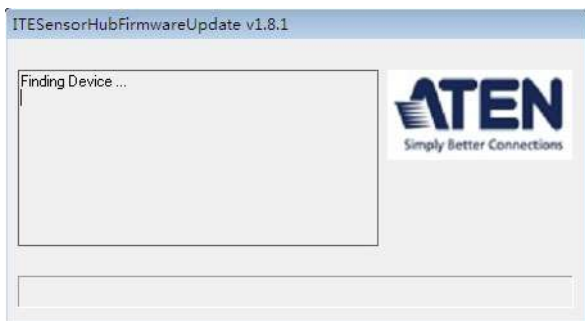 ITESensorHubFirmwareUpdate v1.8.1
Finding Device ...
ATEN
Simply Better Connections